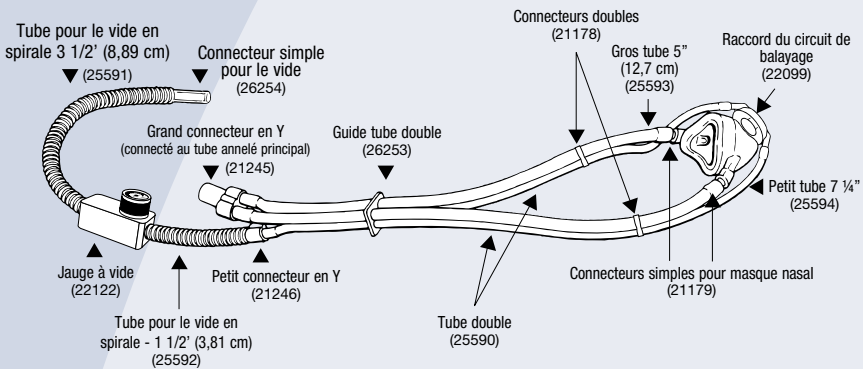 Tube pour le vide en
spirale 3 1/2’ (8,89 cm)
(25591)
Connecteur simple
pour le vide
(26254)
Grand connecteur en Y
(connecté au tube annelé principal)
(21245)
Guide tube double
(26253)
Connecteurs doubles
(21178)
Gros tube 5”
(12,7 cm)
(25593)
Raccord du circuit de
balayage
(22099)
Petit tube 7 ¼”
(25594)
Jauge à vide
(22122)
Petit connecteur en Y
(21246)
Tube pour le vide en
spirale - 1 1/2’ (3,81 cm)
(25592)
Tube double
(25590)
Connecteurs simples pour masque nasal
(21179)